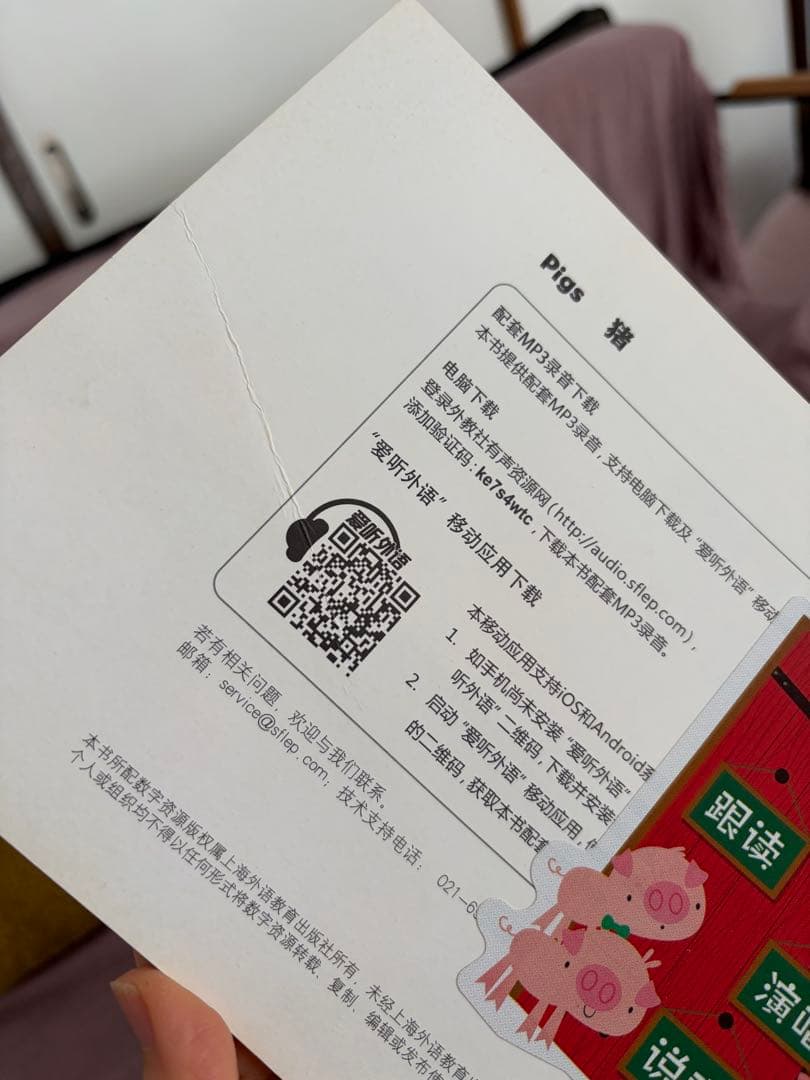 Pigs 猪
配套MP3录音下载
本书提供配套MP3录音，支持电脑下载及“爱听外语”移动
电脑下载
登录外教社有声资源网（http://audio.sflep.com），
添加验证码：ke7s4wtc，下载本书配套MP3录音。
“爱听外语”移动应用下载
爱听外语
本移动应用支持iOS和Android系
1. 如手机尚未安装“爱听外语”
听外语”二维码，下载并安装
2. 启动“爱听外语”移动应用，
的二维码，获取本书配套
若有相关问题，欢迎与我们联系。
邮箱：service@sflep.com；技术支持电话：021-6
本书所配数字资源版权属上海外语教育出版社所有，未经上海外语教育出
个人或组织均不得以任何形式将数字资源转载、复制、编辑或发布使
跟读
演唱
说